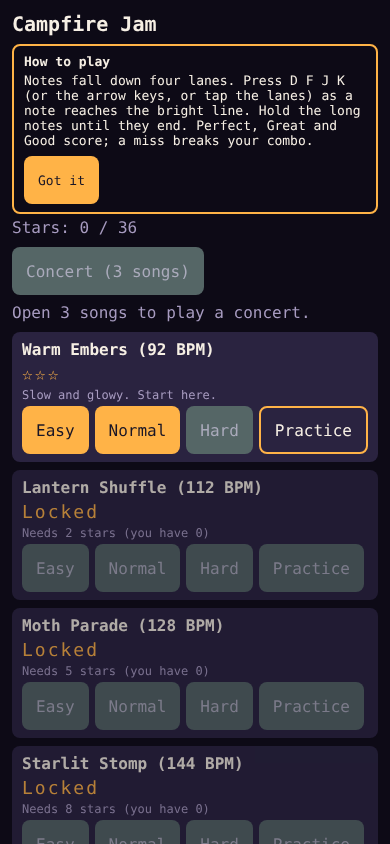 Campfire Jam
How to play
Notes fall down four lanes. Press D F J K
(or the arrow keys, or tap the lanes) as a
note reaches the bright line. Hold the long
notes until they end. Perfect, Great and
Good score; a miss breaks your combo.
Got it
Stars: 0 / 36
Concert (3 songs)
Open 3 songs to play a concert.
Warm Embers (92 BPM)
☆☆☆
Slow and glowy. Start here.
Easy Normal Hard Practice
Lantern Shuffle (112 BPM)
Locked
Needs 2 stars (you have 0)
Easy Normal Hard Practice
Moth Parade (128 BPM)
Locked
Needs 5 stars (you have 0)
Easy Normal Hard Practice
Starlit Stomp (144 BPM)
Locked
Needs 8 stars (you have 0)
Easy Normal Hard Practice